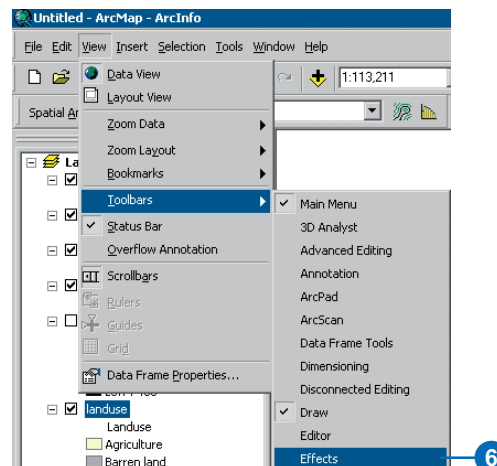 Untitled - ArcMap - ArcInfo
File Edit View Insert Selection Tools Window Help
1:113,211
Spatial Ar
Data View
Layout View
Zoom Data
Zoom Layout
Bookmarks
Toolbars
Status Bar
Overflow Annotation
Scrollbars
Rulers
Guides
Grid
Data Frame Properties...
La
Main Menu
3D Analyst
Advanced Editing
Annotation
ArcPad
ArcScan
Data Frame Tools
Dimensioning
Disconnected Editing
Draw
Editor
Effects
6
landuse
Landuse
Agriculture
Barren land